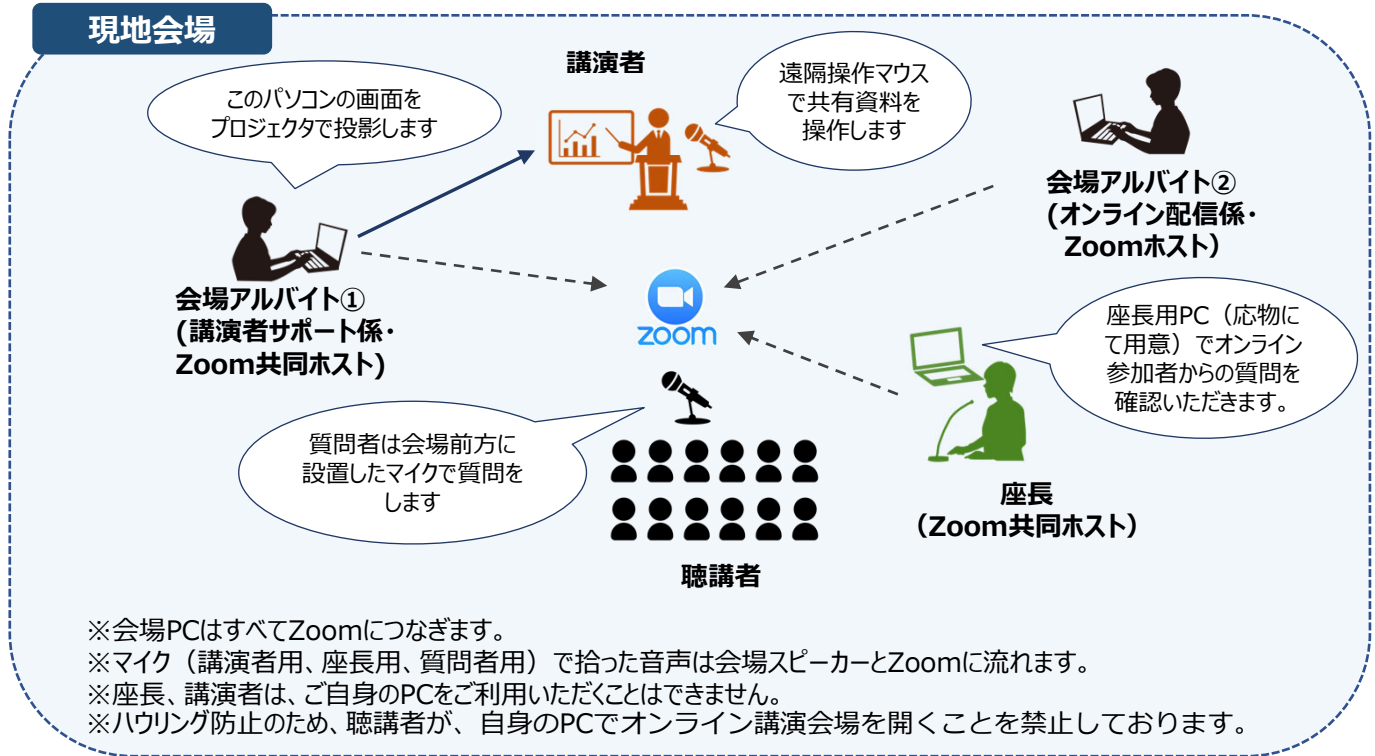 現地会場
このパソコンの画面を
プロジェクタで投影します
講演者
遠隔操作マウス
で共有資料を
操作します
会場アルバイト①
(講演者サポート係・
Zoom共同ホスト)
会場アルバイト②
(オンライン配信係・
Zoomホスト）
zoom
座長用PC（応物に
て用意）でオンライン
参加者からの質問を
確認いただきます。
質問者は会場前方に
設置したマイクで質問を
します
座長
（Zoom共同ホスト）
聴講者
※会場PCはすべてZoomにつなぎます。
※マイク（講演者用、座長用、質問者用）で拾った音声は会場スピーカーとZoomに流れます。
※座長、講演者は、ご自身のPCをご利用いただくことはできません。
※ハウリング防止のため、聴講者が、自身のPCでオンライン講演会場を開くことを禁止しております。